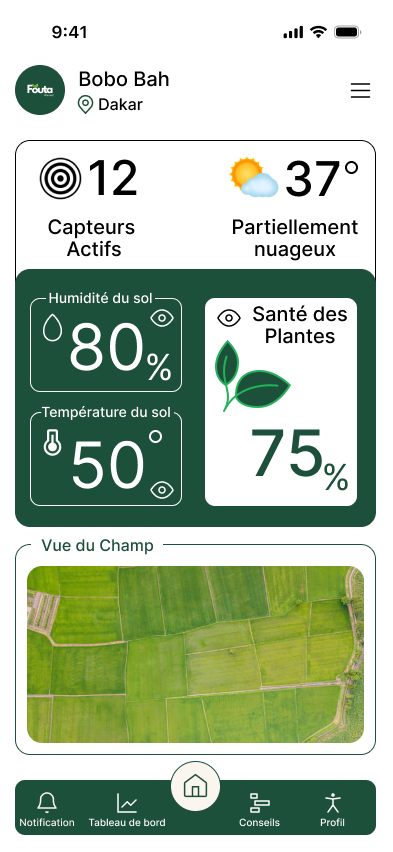 9:41
Fouta
Bobo Bah
Dakar
12
Capteurs
Actifs
37°
Partiellement
nuageux
Humidité du sol
80%
Température du sol
50°
Santé des
Plantes
75%
Vue du Champ
Notification
Tableau de bord
Conseils
Profil